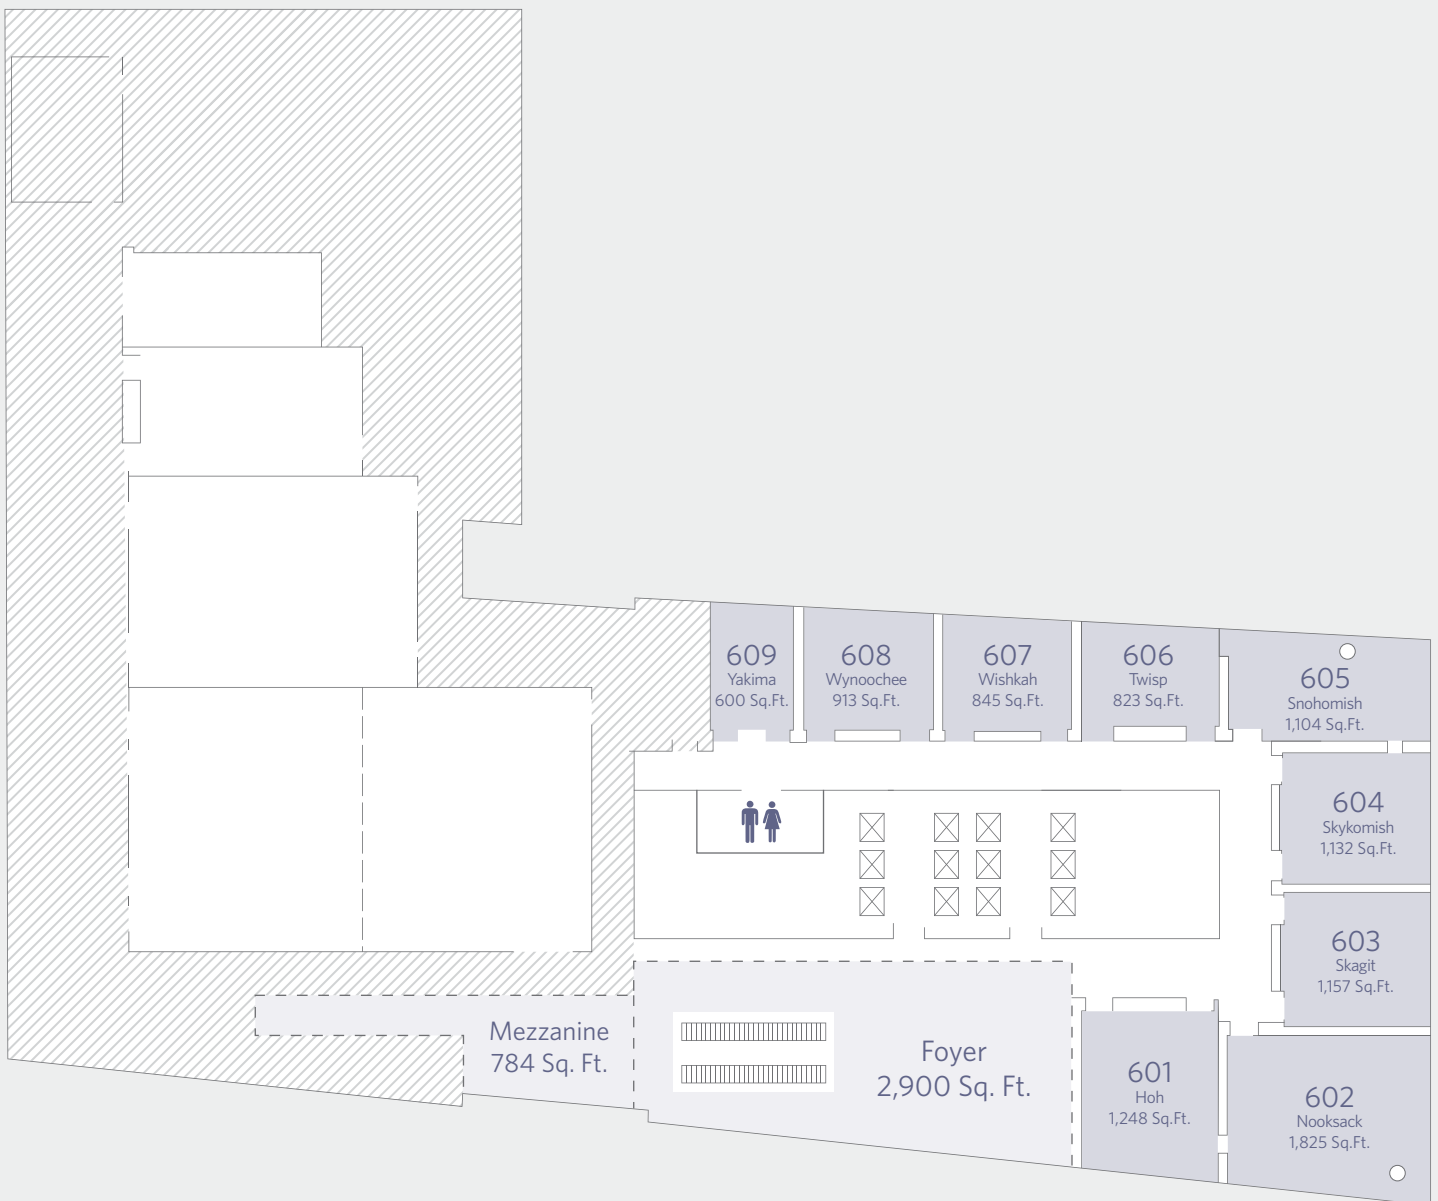 609
Yakima
600 Sq.Ft.
608
Wynoochee
913 Sq.Ft.
607
Wishkah
845 Sq.Ft.
606
Twisp
823 Sq.Ft.
605
Snohomish
1,104 Sq.Ft.
604
Skykomish
1,132 Sq.Ft.
603
Skagit
1,157 Sq.Ft.
Mezzanine
784 Sq. Ft.
Foyer
2,900 Sq. Ft.
601
Hoh
1,248 Sq.Ft.
602
Nooksack
1,825 Sq.Ft.